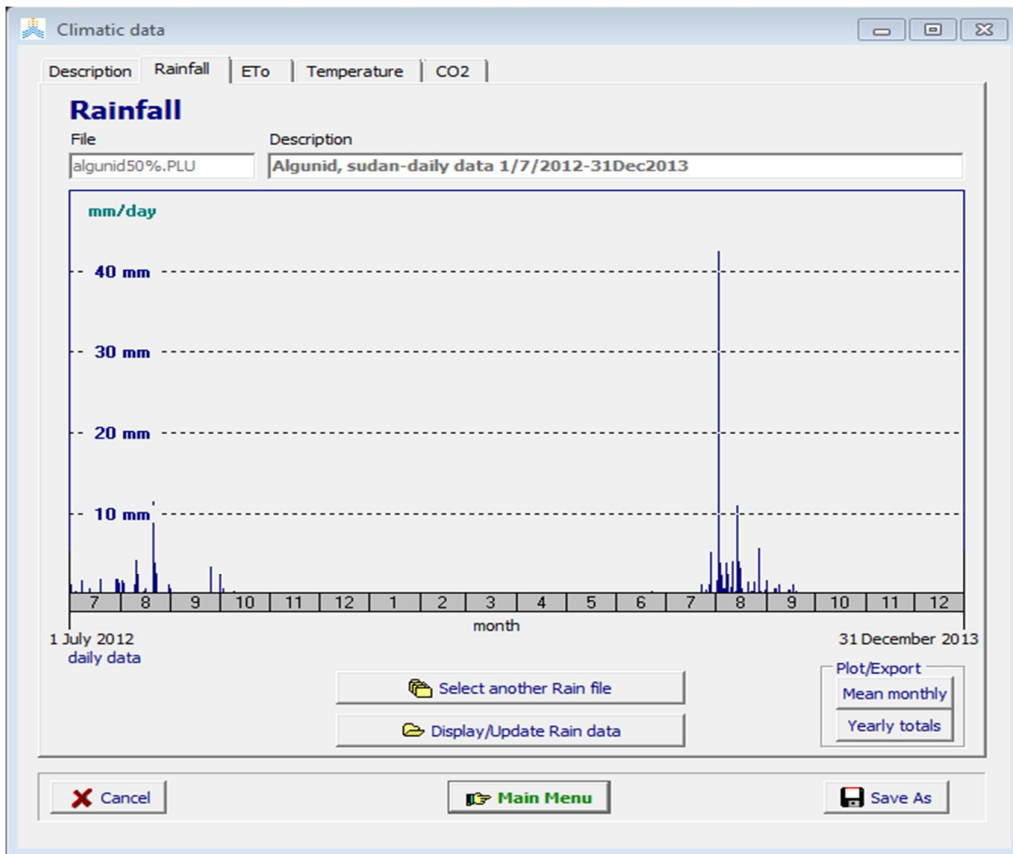 Climatic data
Description Rainfall ETo Temperature CO2
Rainfall
File Description
algunid50%.PLU Algunid, sudan-daily data 1/7/2012-31Dec2013
mm/day
40 mm
30 mm
20 mm
10 mm
7 8 9 10 11 12 1 2 3 4 5 6 7 8 9 10 11 12
month
1 July 2012 31 December 2013
daily data
Plot/Export
Select another Rain file Mean monthly
Display/Update Rain data Yearly totals
Cancel Main Menu Save As